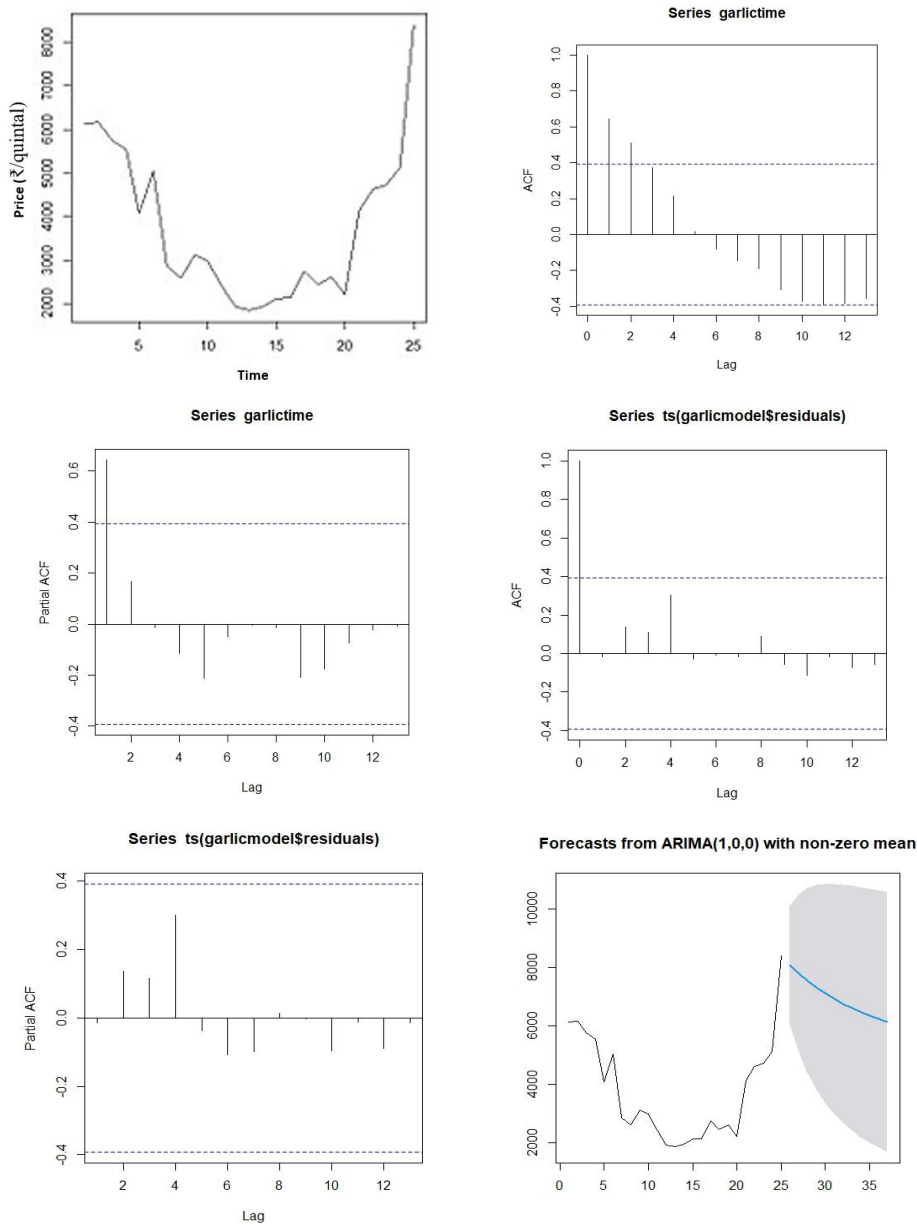 Price (₹/quintal)
8000
7000
6000
5000
4000
3000
2000
5 10 15 20 25
Time
Series garlictime
ACF
1.0
0.8
0.6
0.4
0.2
0.0
-0.2
-0.4
0 2 4 6 8 10 12
Lag
Series garlictime
Partial ACF
0.6
0.4
0.2
0.0
-0.2
-0.4
2 4 6 8 10 12
Lag
Series ts(garlicmodel$residuals)
ACF
1.0
0.8
0.6
0.4
0.2
0.0
-0.2
-0.4
0 2 4 6 8 10 12
Lag
Series ts(garlicmodel$residuals)
Partial ACF
0.4
0.2
0.0
-0.2
-0.4
2 4 6 8 10 12
Lag
Forecasts from ARIMA(1,0,0) with non-zero mean
10000
8000
6000
4000
2000
0 5 10 15 20 25 30 35